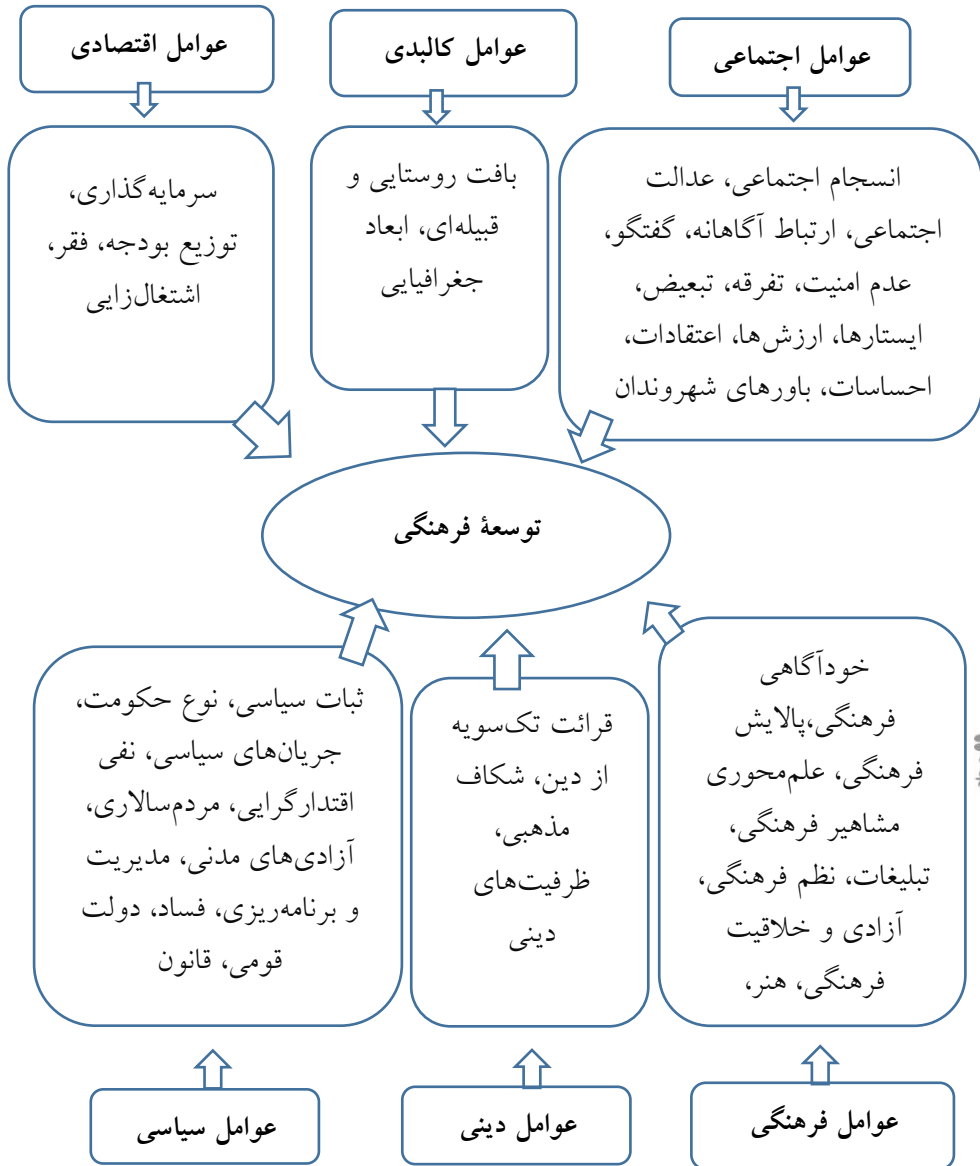 عوامل اجتماعی
انسجام اجتماعی، عدالت
اجتماعی، ارتباط آگاهانه، گفتگو،
عدم امنیت، تفرقه، تبعیض،
ایستارها، ارزش‌ها، اعتقادات،
احساسات، باورهای شهروندان
عوامل کالبدی
بافت روستایی و
قبیله‌ای، ابعاد
جغرافیایی
عوامل اقتصادی
سرمایه‌گذاری،
توزیع بودجه، فقر،
اشتغال‌زایی
توسعهٔ فرهنگی
خودآگاهی
فرهنگی،پالایش
فرهنگی، علم‌محوری
مشاهیر فرهنگی،
تبلیغات، نظم فرهنگی،
آزادی و خلاقیت
فرهنگی، هنر،
عوامل فرهنگی
قرائت تک‌سویه
از دین، شکاف
مذهبی،
ظرفیت‌های
دینی
عوامل دینی
ثبات سیاسی، نوع حکومت،
جریان‌های سیاسی، نفی
اقتدارگرایی، مردم‌سالاری،
آزادی‌های مدنی، مدیریت
و برنامه‌ریزی، فساد، دولت
قومی، قانون
عوامل سیاسی